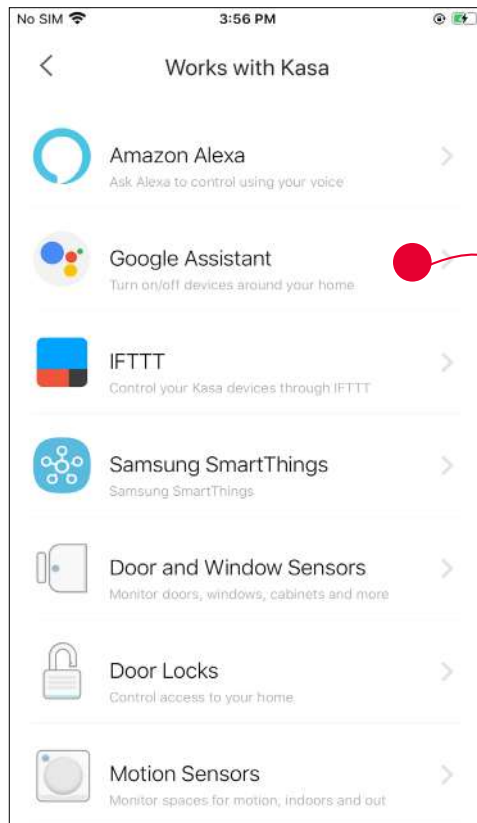 No SIM 3:56 PM
Works with Kasa
Amazon Alexa
Ask Alexa to control using your voice
Google Assistant
Turn on/off devices around your home
IFTTT
Control your Kasa devices through IFTTT
Samsung SmartThings
Samsung SmartThings
Door and Window Sensors
Monitor doors, windows, cabinets and more
Door Locks
Control access to your home
Motion Sensors
Monitor spaces for motion, indoors and out